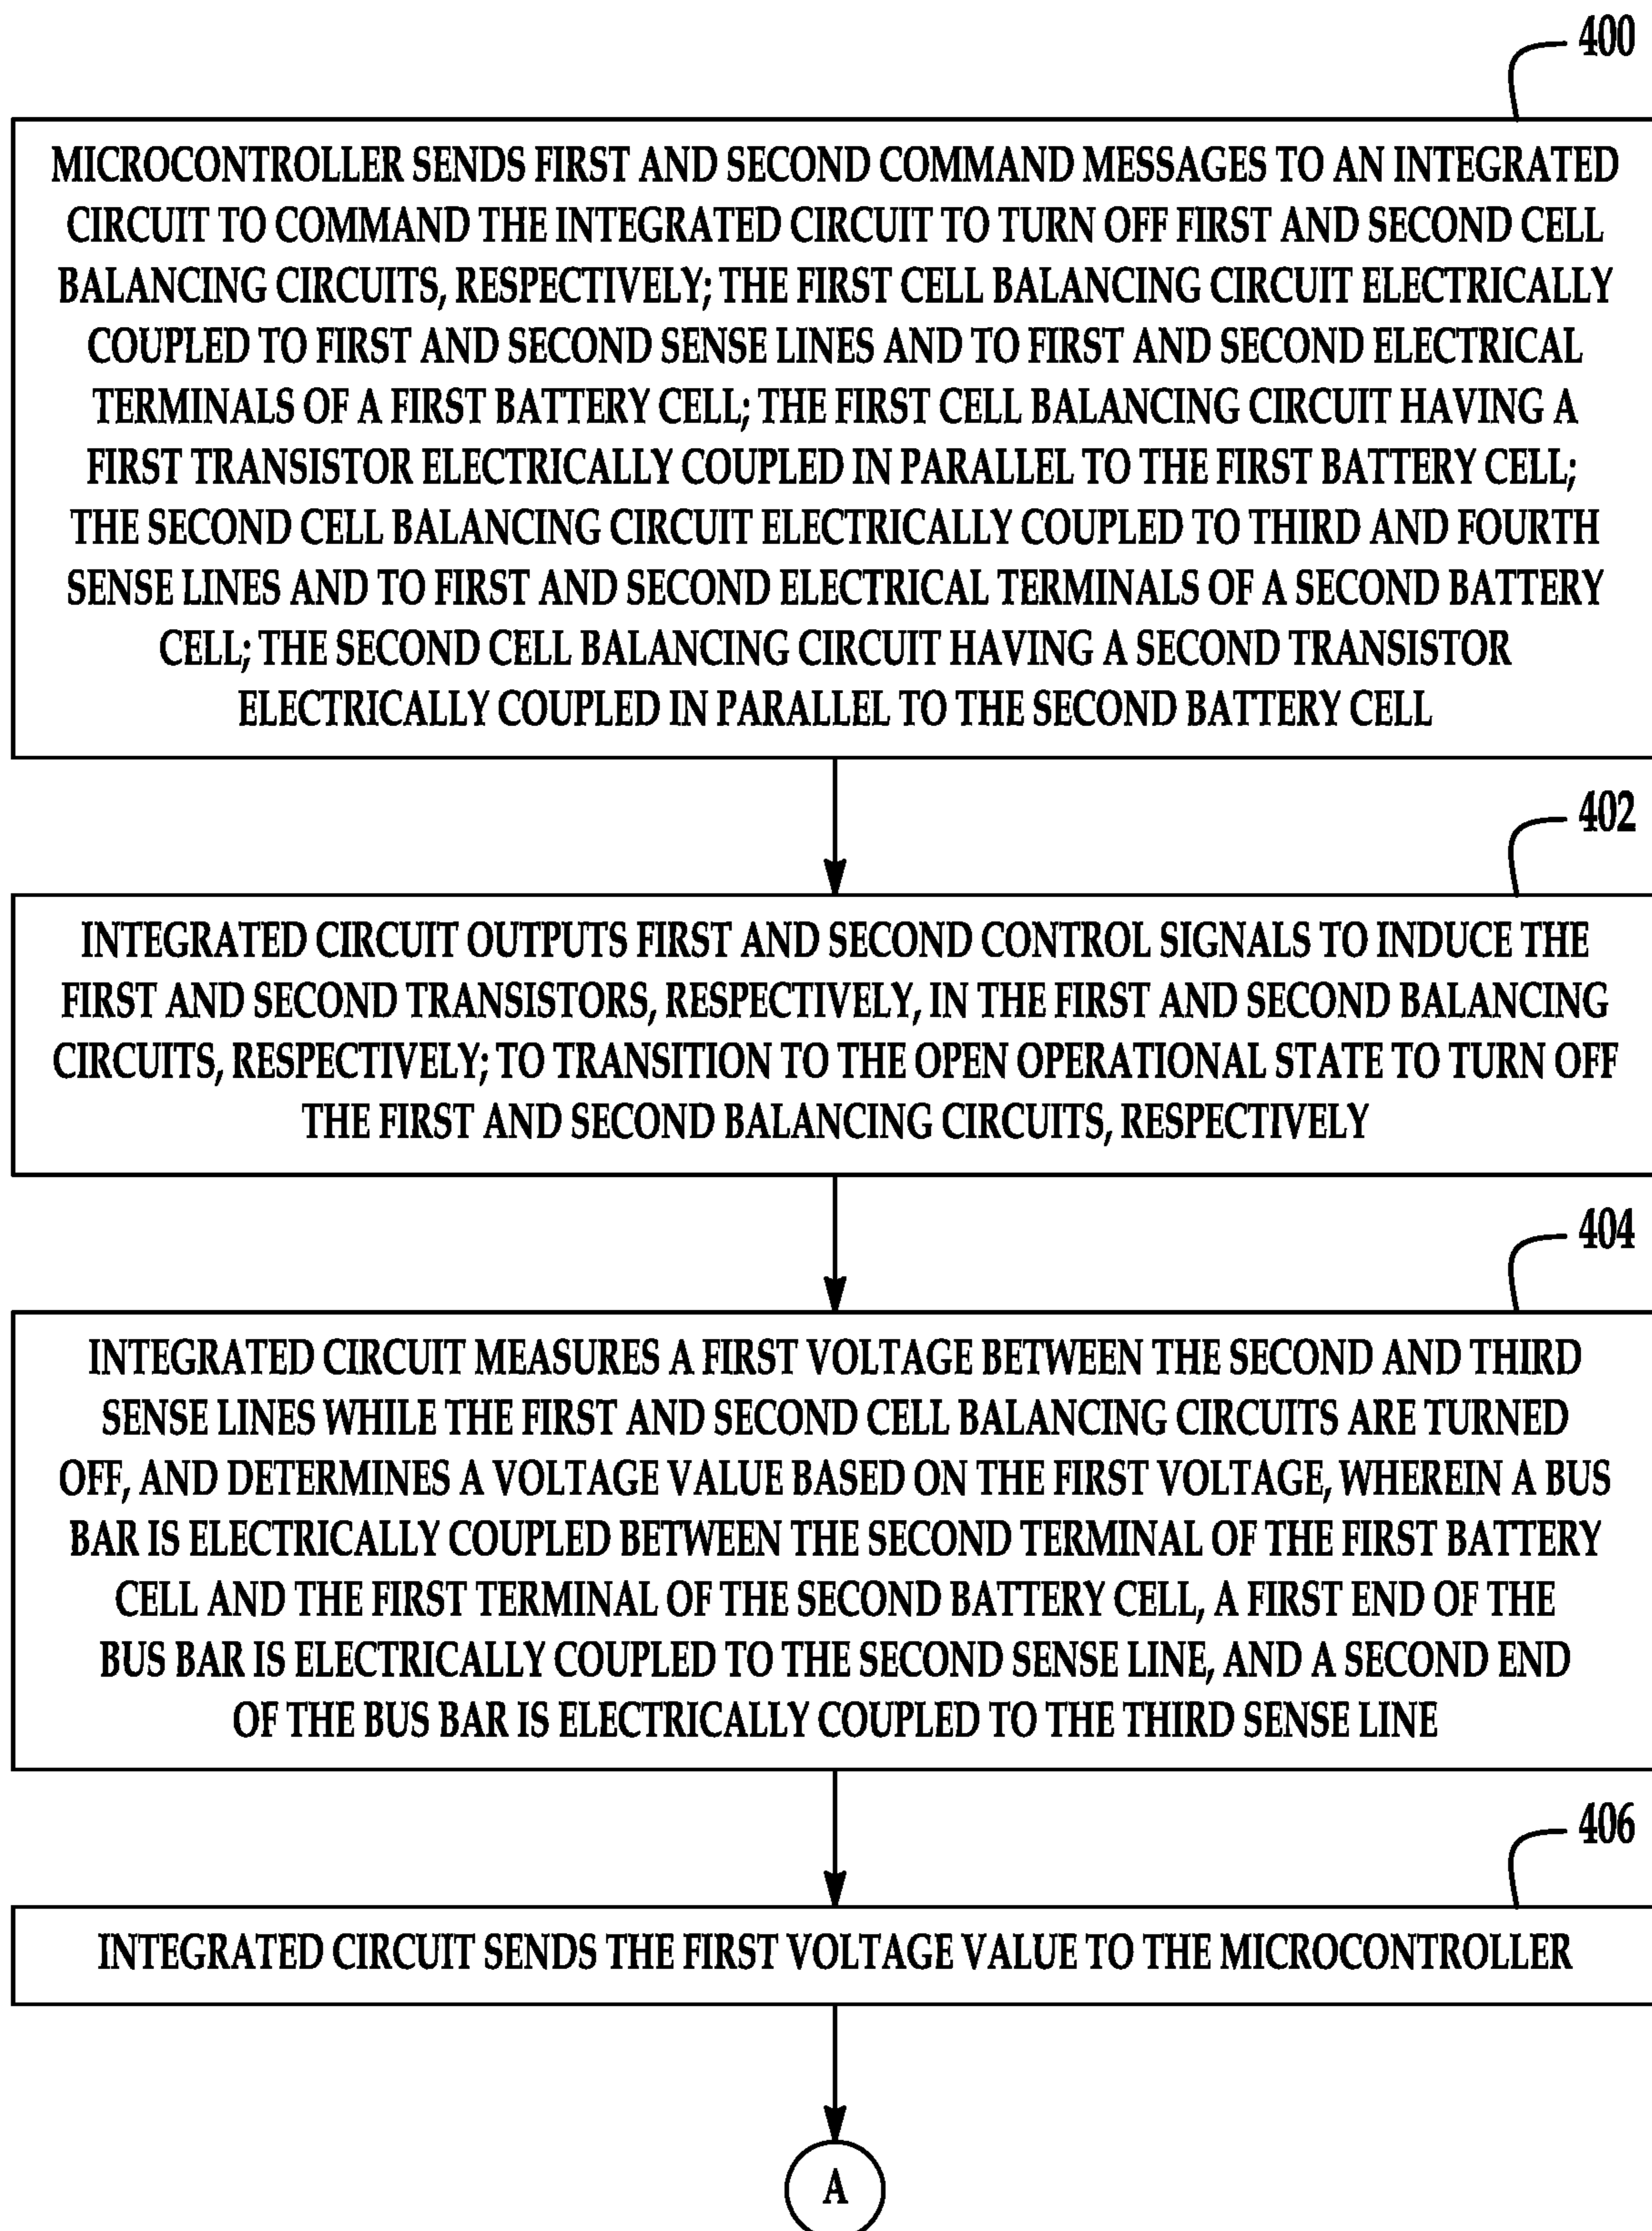 400
MICROCONTROLLER SENDS FIRST AND SECOND COMMAND MESSAGES TO AN INTEGRATED
CIRCUIT TO COMMAND THE INTEGRATED CIRCUIT TO TURN OFF FIRST AND SECOND CELL
BALANCING CIRCUITS, RESPECTIVELY; THE FIRST CELL BALANCING CIRCUIT ELECTRICALLY
COUPLED TO FIRST AND SECOND SENSE LINES AND TO FIRST AND SECOND ELECTRICAL
TERMINALS OF A FIRST BATTERY CELL; THE FIRST CELL BALANCING CIRCUIT HAVING A
FIRST TRANSISTOR ELECTRICALLY COUPLED IN PARALLEL TO THE FIRST BATTERY CELL;
THE SECOND CELL BALANCING CIRCUIT ELECTRICALLY COUPLED TO THIRD AND FOURTH
SENSE LINES AND TO FIRST AND SECOND ELECTRICAL TERMINALS OF A SECOND BATTERY
CELL; THE SECOND CELL BALANCING CIRCUIT HAVING A SECOND TRANSISTOR
ELECTRICALLY COUPLED IN PARALLEL TO THE SECOND BATTERY CELL
402
INTEGRATED CIRCUIT OUTPUTS FIRST AND SECOND CONTROL SIGNALS TO INDUCE THE
FIRST AND SECOND TRANSISTORS, RESPECTIVELY, IN THE FIRST AND SECOND BALANCING
CIRCUITS, RESPECTIVELY; TO TRANSITION TO THE OPEN OPERATIONAL STATE TO TURN OFF
THE FIRST AND SECOND BALANCING CIRCUITS, RESPECTIVELY
404
INTEGRATED CIRCUIT MEASURES A FIRST VOLTAGE BETWEEN THE SECOND AND THIRD
SENSE LINES WHILE THE FIRST AND SECOND CELL BALANCING CIRCUITS ARE TURNED
OFF, AND DETERMINES A VOLTAGE VALUE BASED ON THE FIRST VOLTAGE, WHEREIN A BUS
BAR IS ELECTRICALLY COUPLED BETWEEN THE SECOND TERMINAL OF THE FIRST BATTERY
CELL AND THE FIRST TERMINAL OF THE SECOND BATTERY CELL, A FIRST END OF THE
BUS BAR IS ELECTRICALLY COUPLED TO THE SECOND SENSE LINE, AND A SECOND END
OF THE BUS BAR IS ELECTRICALLY COUPLED TO THE THIRD SENSE LINE
406
INTEGRATED CIRCUIT SENDS THE FIRST VOLTAGE VALUE TO THE MICROCONTROLLER
A